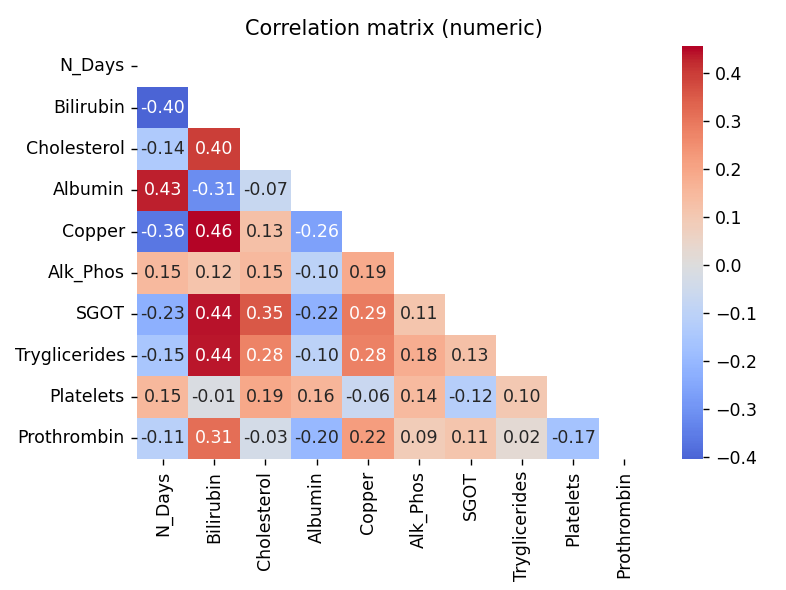 Correlation matrix (numeric)
N_Days
Bilirubin -0.40
Cholesterol -0.14 0.40
Albumin 0.43 -0.31 -0.07
Copper -0.36 0.46 0.13 -0.26
Alk_Phos 0.15 0.12 0.15 -0.10 0.19
SGOT -0.23 0.44 0.35 -0.22 0.29 0.11
Tryglicerides -0.15 0.44 0.28 -0.10 0.28 0.18 0.13
Platelets 0.15 -0.01 0.19 0.16 -0.06 0.14 -0.12 0.10
Prothrombin -0.11 0.31 -0.03 -0.20 0.22 0.09 0.11 0.02 -0.17
N_Days
Bilirubin
Cholesterol
Albumin
Copper
Alk_Phos
SGOT
Tryglicerides
Platelets
Prothrombin
0.4
0.3
0.2
0.1
0.0
−0.1
−0.2
−0.3
−0.4